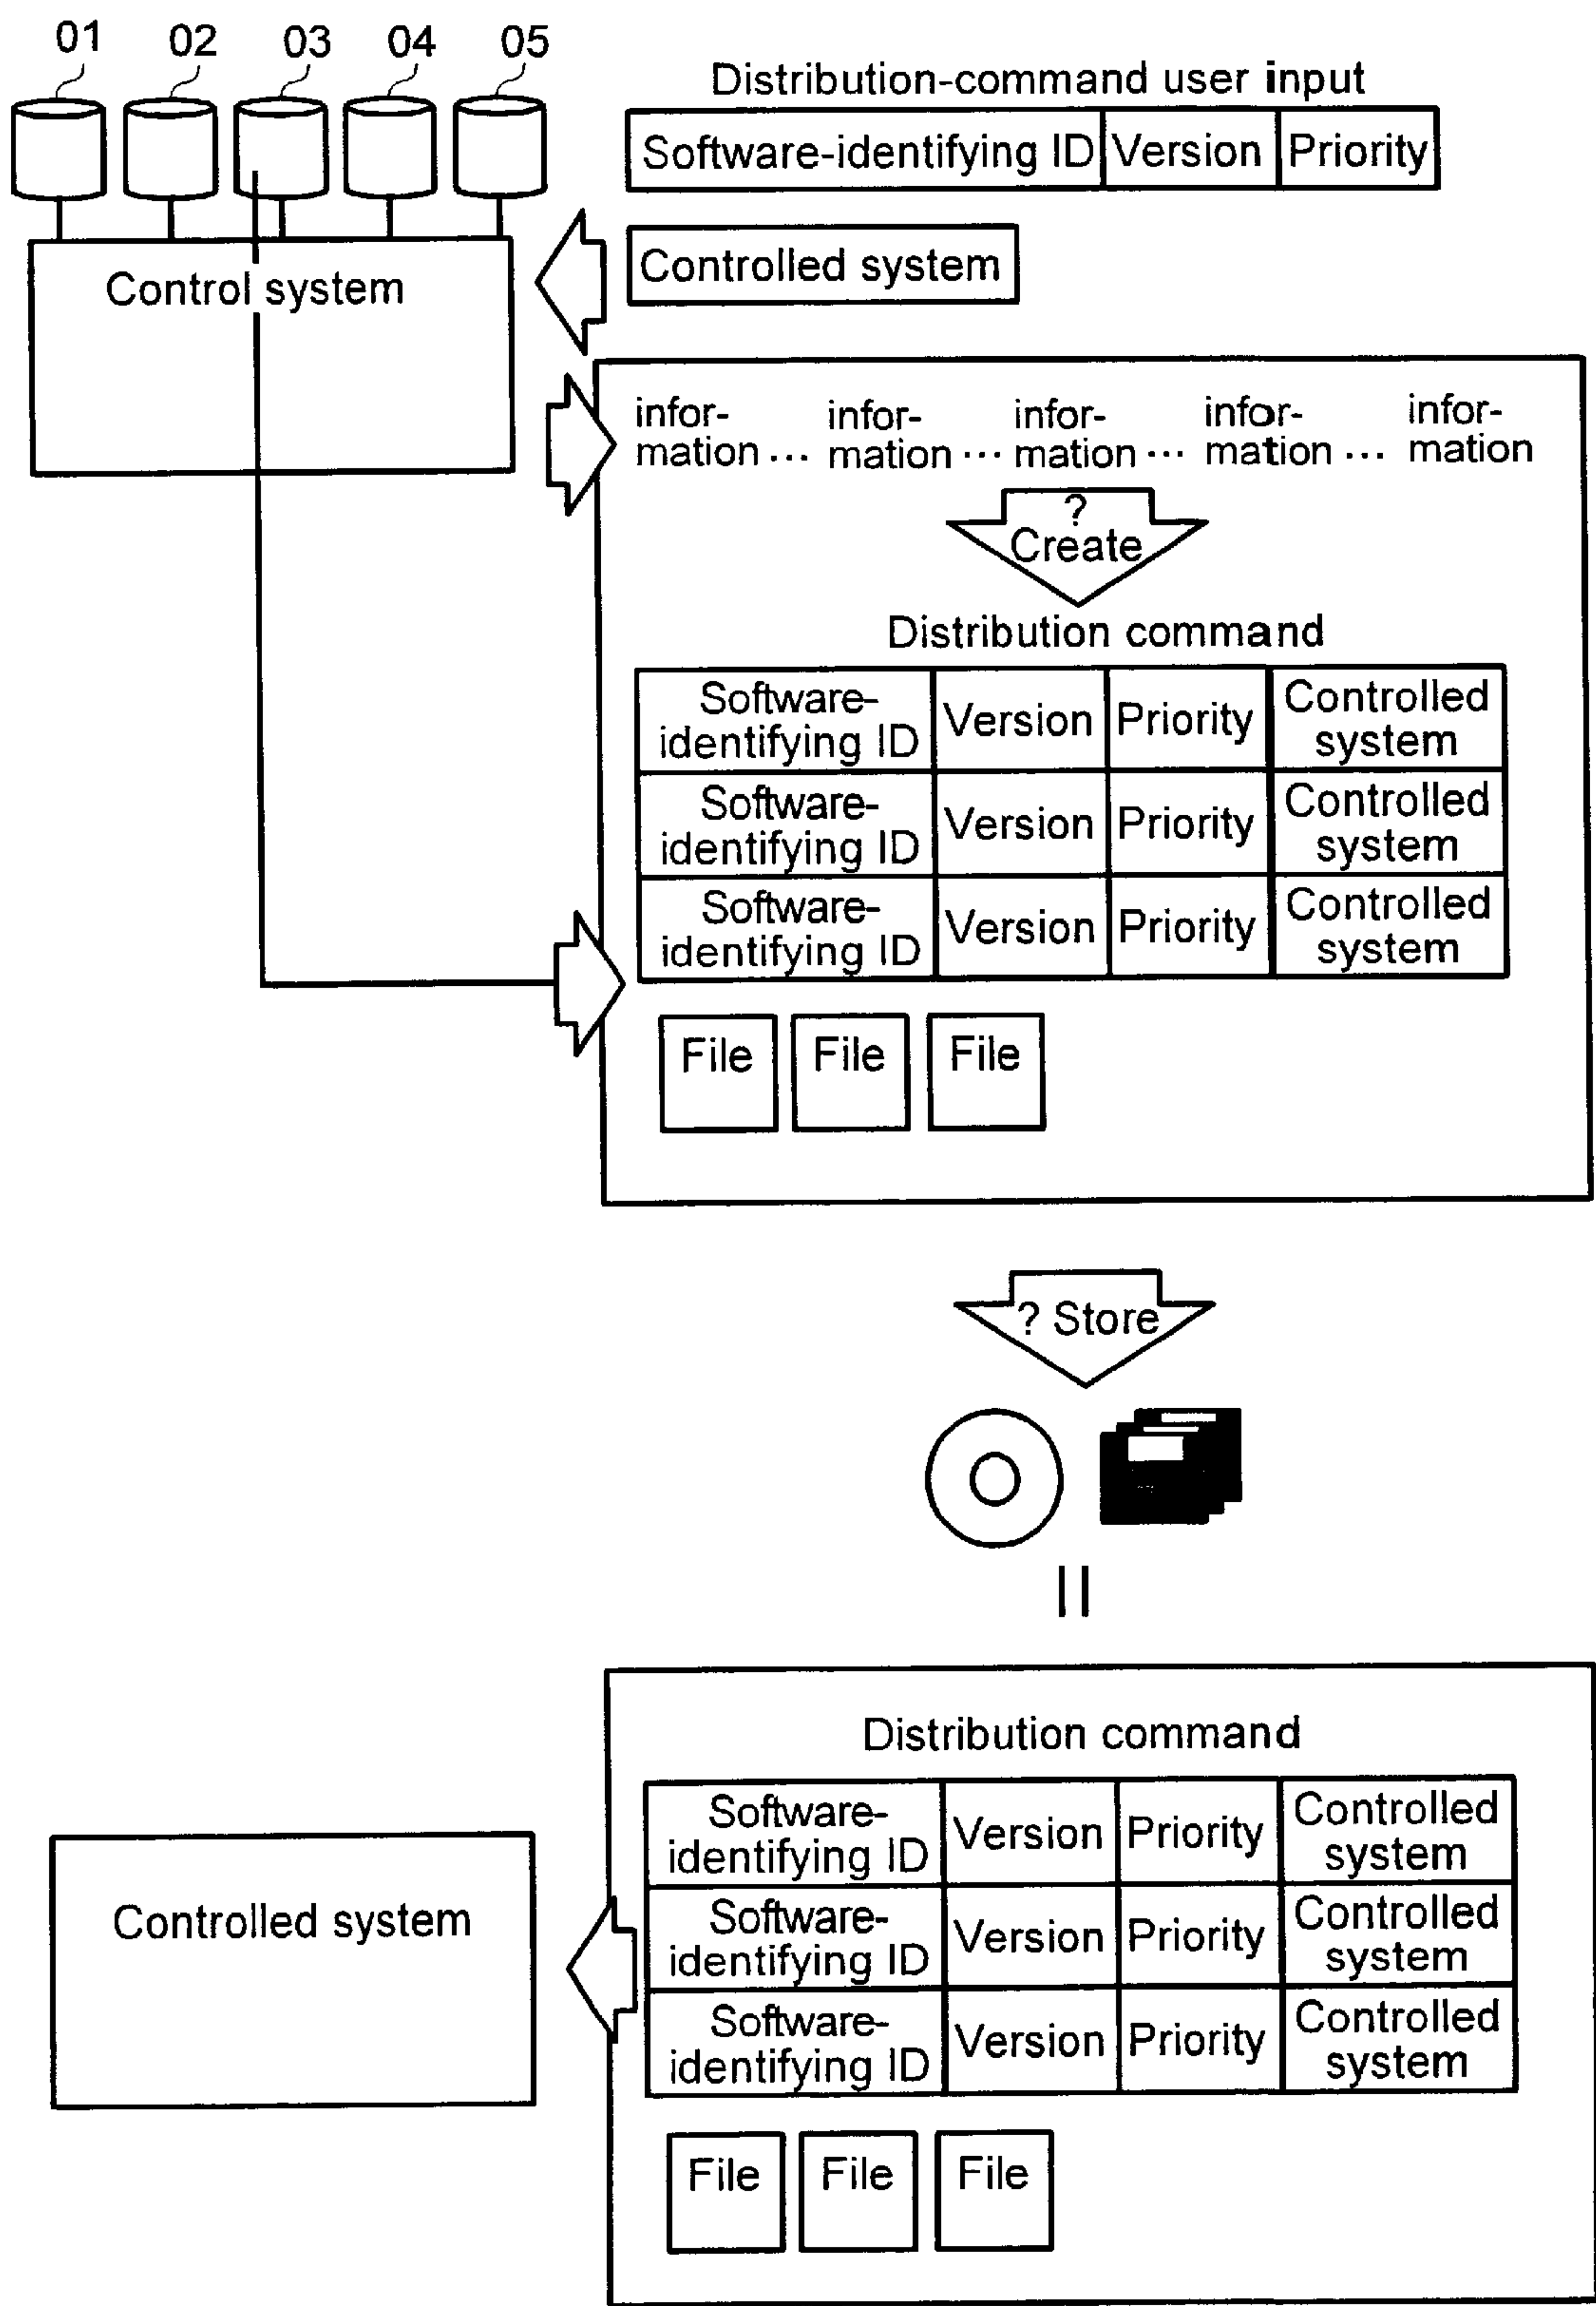 01 02 03 04 05
Distribution-command user input
Software-identifying ID Version Priority
Controlled system
Control system
infor- infor- infor- infor- infor-
mation ... mation ... mation ... mation ... mation
?
Create
Distribution command
Software- Version Priority Controlled
identifying ID system
Software- Version Priority Controlled
identifying ID system
Software- Version Priority Controlled
identifying ID system
File File File
? Store
Distribution command
Software- Version Priority Controlled
identifying ID system
Software- Version Priority Controlled
identifying ID system
Software- Version Priority Controlled
identifying ID system
Controlled system
File File File